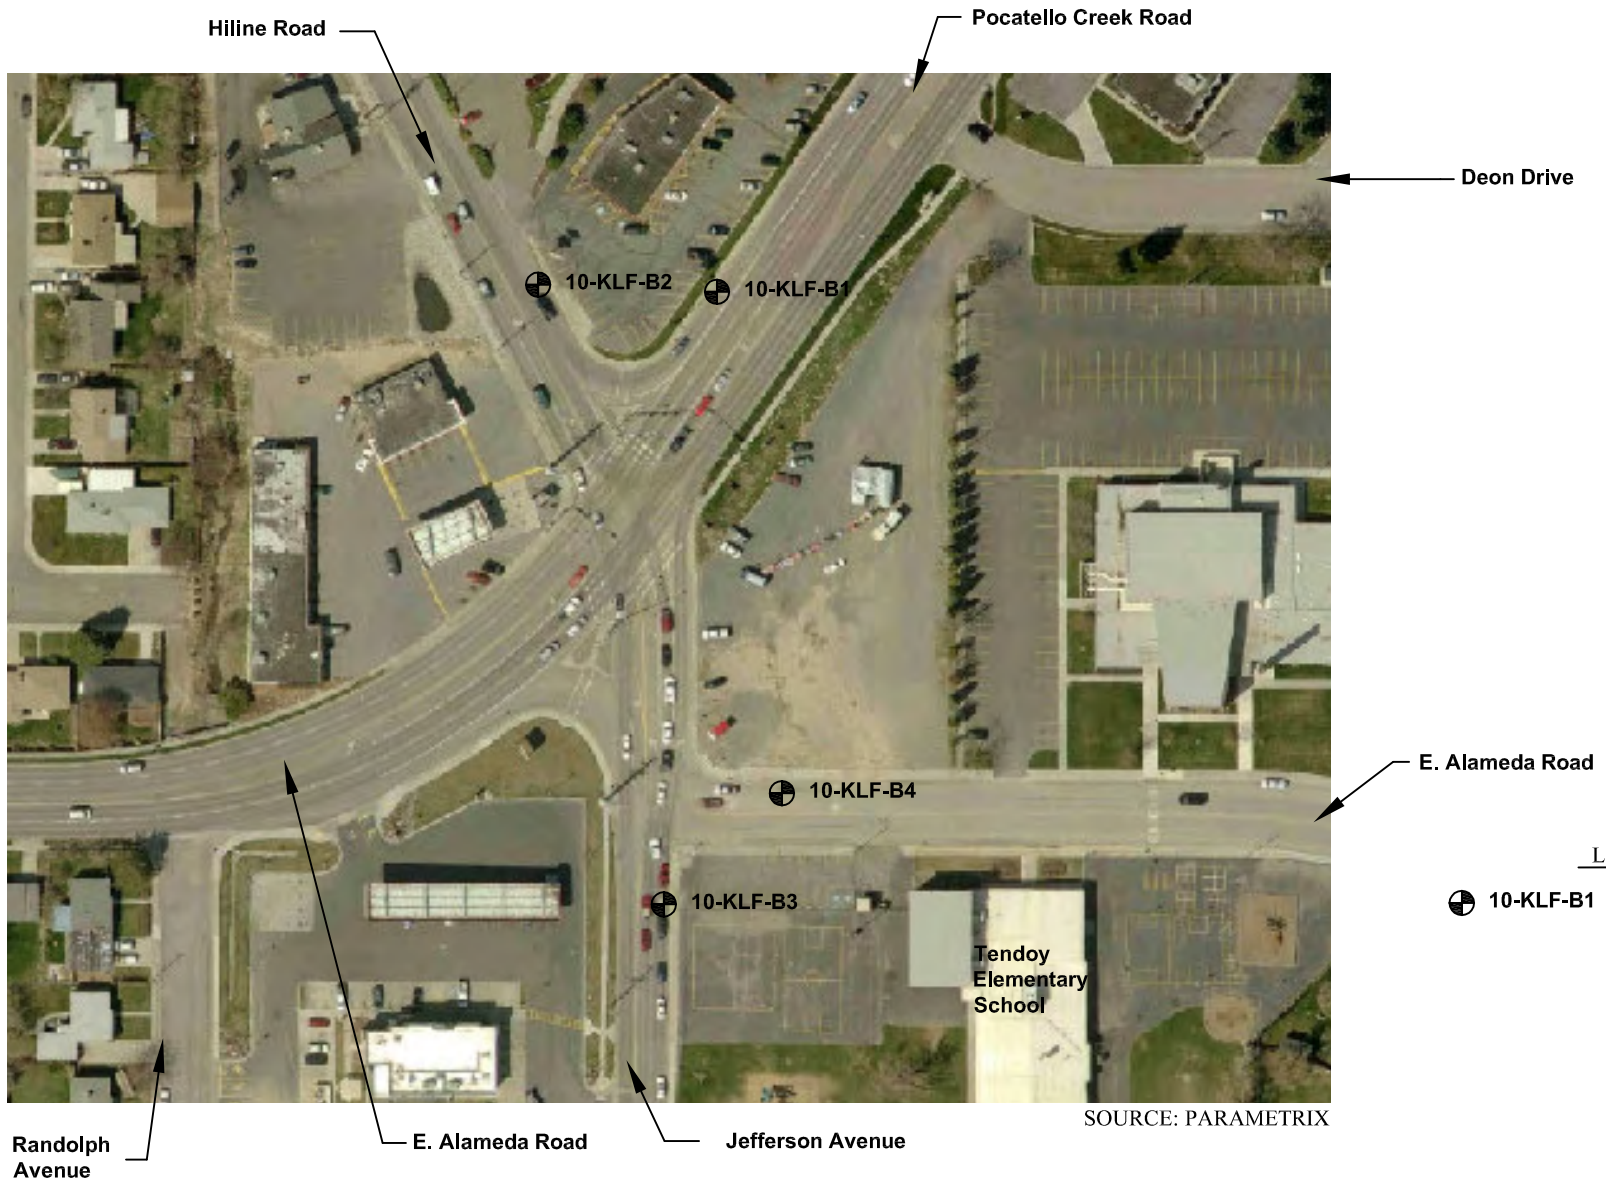 Pocatello Creek Road
Hiline Road
Deon Drive
10-KLF-B2
10-KLF-B1
E. Alameda Road
10-KLF-B4
L
10-KLF-B3
10-KLF-B1
Tendoy
Elementary
School
SOURCE: PARAMETRIX
Randolph
Avenue
E. Alameda Road
Jefferson Avenue